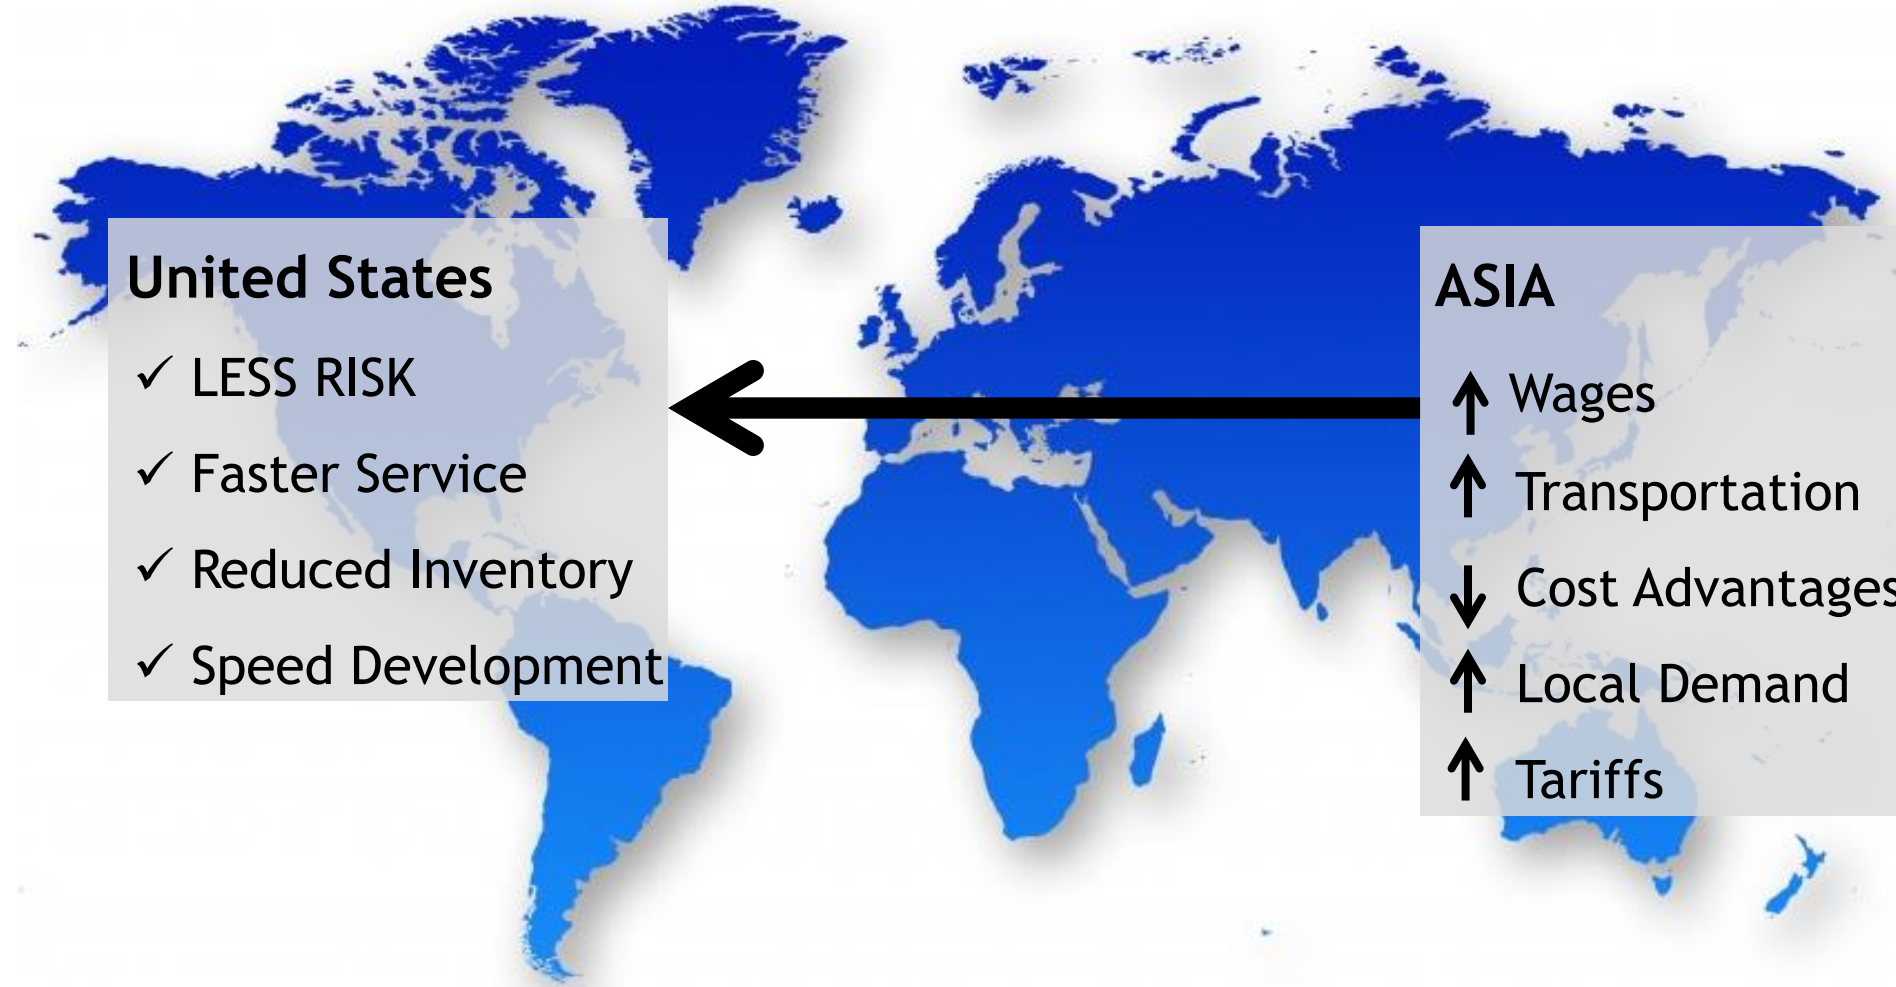 United States
✓ LESS RISK
✓ Faster Service
✓ Reduced Inventory
✓ Speed Development
ASIA
↑ Wages
↑ Transportation
↓ Cost Advantages
↑ Local Demand
↑ Tariffs